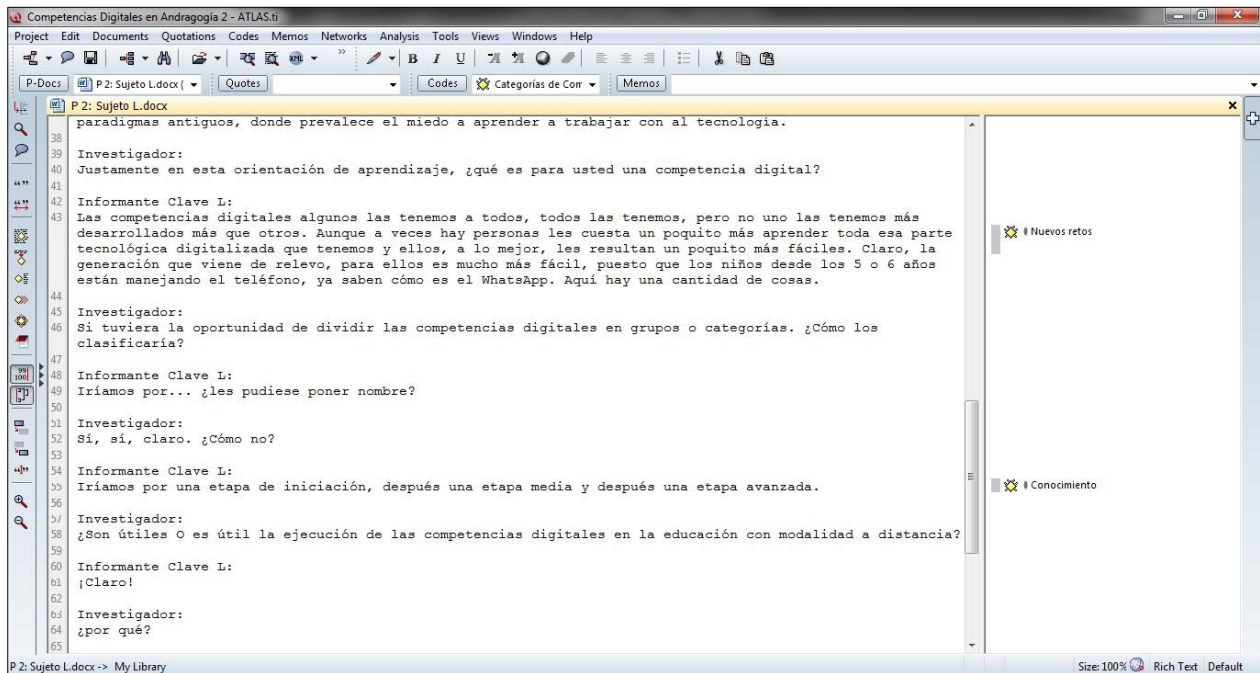 Competencias Digitales en Andragogía 2 - ATLAS.ti
Project Edit Documents Quotations Codes Memos Networks Analysis Tools Views Windows Help
P-Docs P 2: Sujeto L.docx { Quotes Codes Categorías de Com Memos
P 2: Sujeto L.docx
paradigmas antiguos, donde prevalece el miedo a aprender a trabajar con al tecnología.
38
39 Investigador:
40 Justamente en esta orientación de aprendizaje, ¿qué es para usted una competencia digital?
41
42 Informante Clave L:
43 Las competencias digitales algunos las tenemos a todos, todos las tenemos, pero no uno las tenemos más
desarrollados más que otros. Aunque a veces hay personas les cuesta un poquito más aprender toda esa parte
tecnológica digitalizada que tenemos y ellos, a lo mejor, les resultan un poquito más fáciles. Claro, la
generación que viene de relevo, para ellos es mucho más fácil, puesto que los niños desde los 5 o 6 años
están manejando el teléfono, ya saben cómo es el WhatsApp. Aquí hay una cantidad de cosas.
Nuevos retos
44
45 Investigador:
46 Si tuviera la oportunidad de dividir las competencias digitales en grupos o categorías. ¿Cómo los
clasificaría?
47
48 Informante Clave L:
49 Iríamos por... ¿les pudiese poner nombre?
50
51 Investigador:
52 Sí, sí, claro. ¿Cómo no?
53
54 Informante Clave L:
55 Iríamos por una etapa de iniciación, después una etapa media y después una etapa avanzada.
Conocimiento
56
57 Investigador:
58 ¿Son útiles O es útil la ejecución de las competencias digitales en la educación con modalidad a distancia?
59
60 Informante Clave L:
61 ¡Claro!
62
63 Investigador:
64 ¿por qué?
65
P 2: Sujeto L.docx -> My Library Size: 100% Rich Text Default